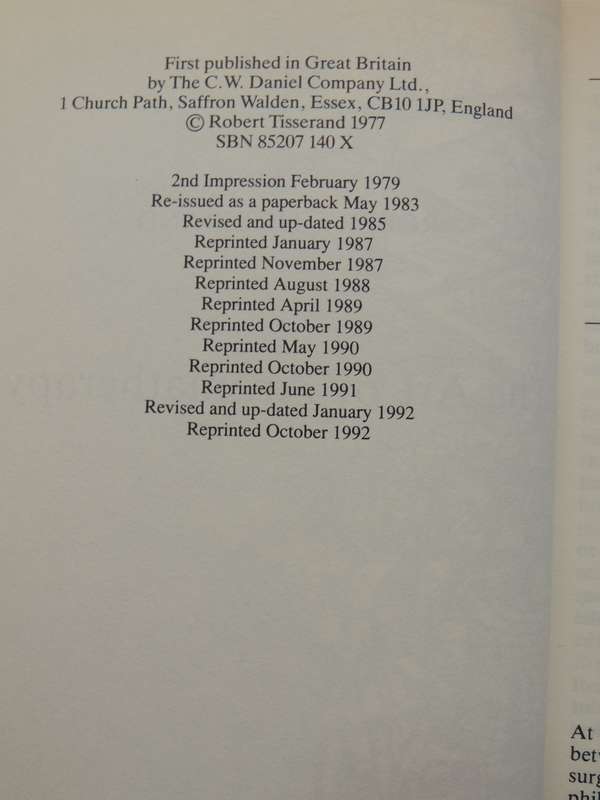 First published in Great Britain
by The C.W. Daniel Company Ltd.,
1 Church Path, Saffron Walden, Essex, CB10 1JP, England
© Robert Tisserand 1977
SBN 85207 140 X
2nd Impression February 1979
Re-issued as a paperback May 1983
Revised and up-dated 1985
Reprinted January 1987
Reprinted November 1987
Reprinted August 1988
Reprinted April 1989
Reprinted October 1989
Reprinted May 1990
Reprinted October 1990
Reprinted June 1991
Revised and up-dated January 1992
Reprinted October 1992
At